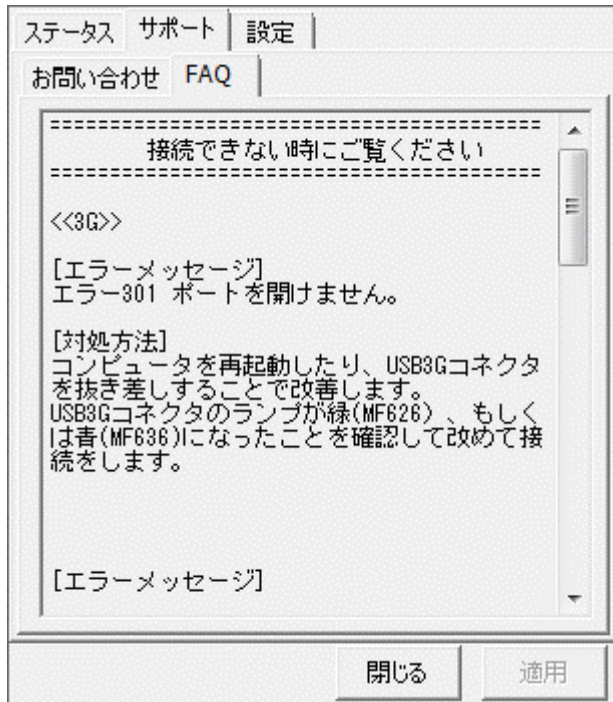 ステータス サポート 設定
お問い合わせ FAQ
=========================================
接続できない時にご覧ください
=========================================
<<3G>>
[エラーメッセージ]
エラー301 ポートを開けません。
[対処方法]
コンピュータを再起動したり、USB3Gコネクタ
を抜き差しすることで改善します。
USB3Gコネクタのランプが緑(MF626) 、もしく
は青(MF636)になったことを確認して改めて接
続をします。
[エラーメッセージ]
閉じる 適用